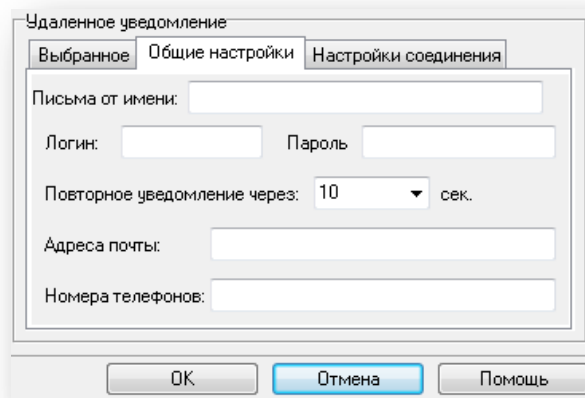 Удаленное уведомление
Выбранное Общие настройки Настройки соединения
Письма от имени:
Логин: Пароль
Повторное уведомление через: 10 сек.
Адреса почты:
Номера телефонов:
OK Отмена Помощь